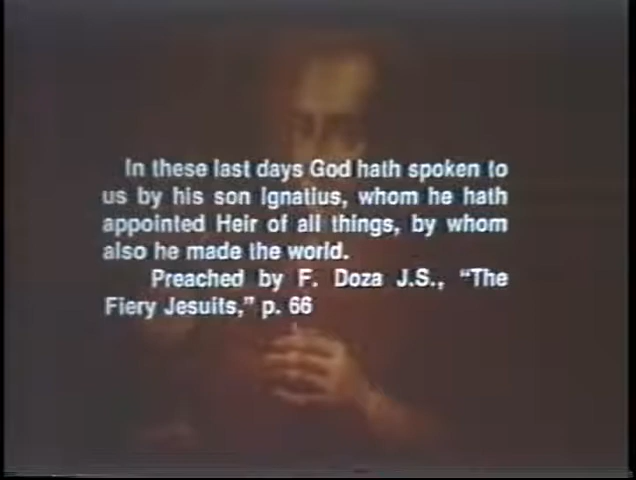 In these last days God hath spoken to
us by his son Ignatius, whom he hath
appointed Heir of all things, by whom
also he made the world.
Preached by F. Doza J.S., “The
Fiery Jesuits,” p. 66